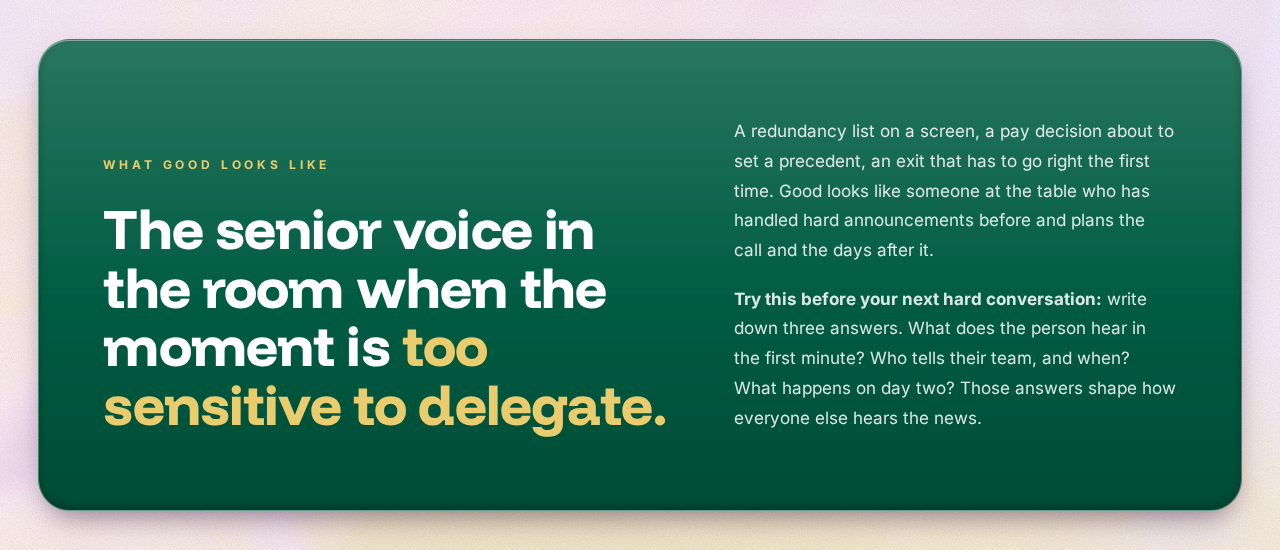 WHAT GOOD LOOKS LIKE
The senior voice in
the room when the
moment is too
sensitive to delegate.
A redundancy list on a screen, a pay decision about to
set a precedent, an exit that has to go right the first
time. Good looks like someone at the table who has
handled hard announcements before and plans the
call and the days after it.
Try this before your next hard conversation: write
down three answers. What does the person hear in
the first minute? Who tells their team, and when?
What happens on day two? Those answers shape how
everyone else hears the news.